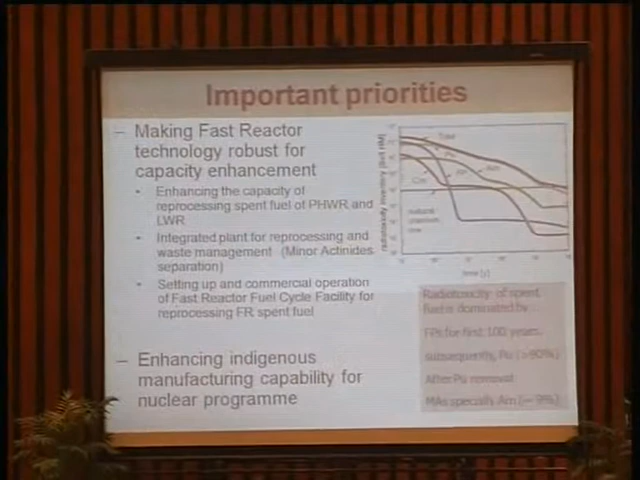 Important priorities
– Making Fast Reactor
technology robust for
capacity enhancement
• Enhancing the capacity of
reprocessing spent fuel of PHWR and
LWR
• Integrated plant for reprocessing and
waste management (Minor Actinides
separation)
• Setting up and commercial operation
of Fast Reactor Fuel Cycle Facility for
reprocessing FR spent fuel
– Enhancing indigenous
manufacturing capability for
nuclear programme
time [y]
Radiotoxicity of spent
fuel is dominated by
FPs for first 100 years.
subsequently, Pu (>80%)
After Pu removal
MAs specially Am (~ 9%)